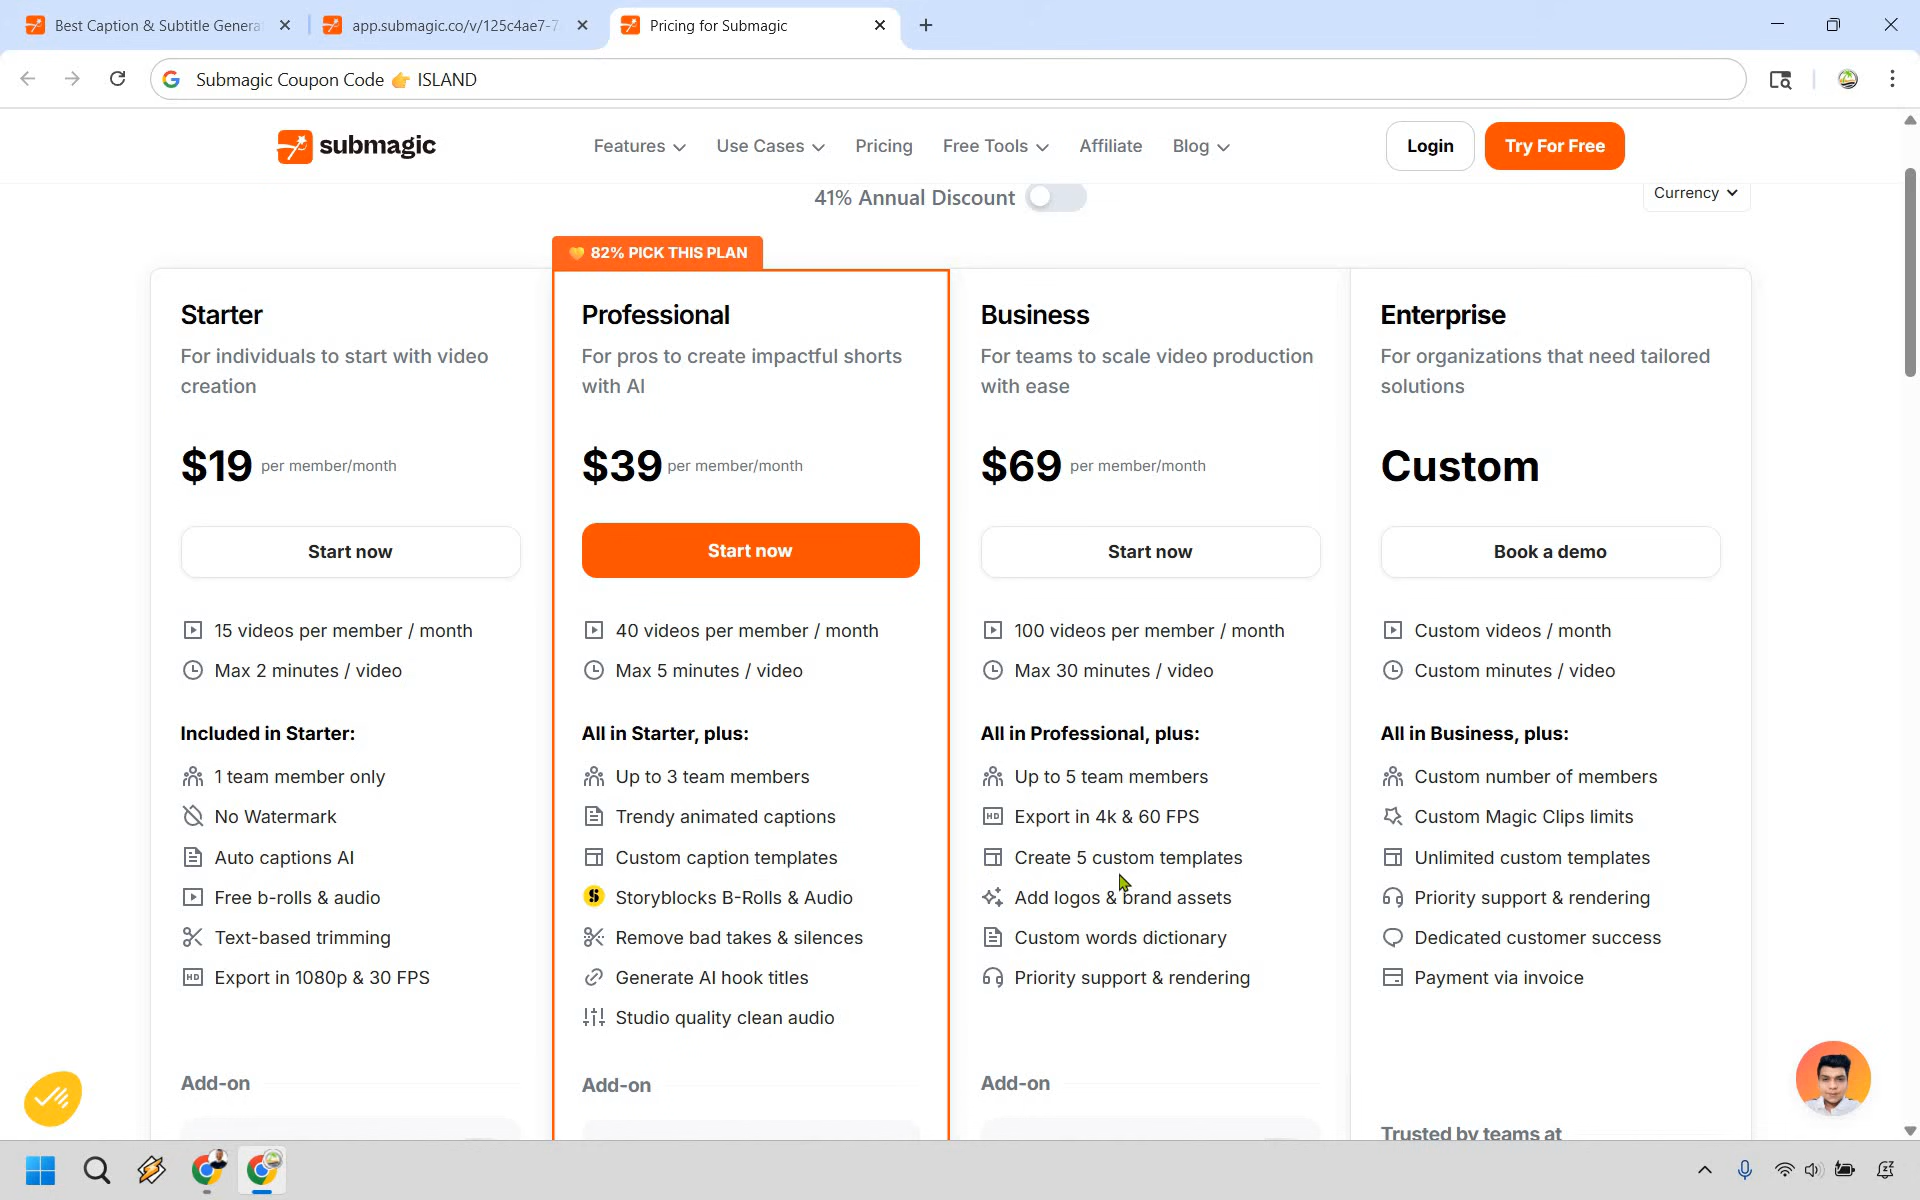 Best Caption & Subtitle Genera
app.submagic.co/v/125c4ae7-7
Pricing for Submagic
Submagic Coupon Code 👉 ISLAND
submagic
Features
Use Cases
Pricing
Free Tools
Affiliate
Blog
Login
Try For Free
41% Annual Discount
Currency
💛 82% PICK THIS PLAN
Starter
For individuals to start with video
creation
$19 per member/month
Start now
15 videos per member / month
Max 2 minutes / video
Included in Starter:
1 team member only
No Watermark
Auto captions AI
Free b-rolls & audio
Text-based trimming
HD Export in 1080p & 30 FPS
Add-on
Professional
For pros to create impactful shorts
with AI
$39 per member/month
Start now
40 videos per member / month
Max 5 minutes / video
All in Starter, plus:
Up to 3 team members
Trendy animated captions
Custom caption templates
Storyblocks B-Rolls & Audio
Remove bad takes & silences
Generate AI hook titles
Studio quality clean audio
Add-on
Business
For teams to scale video production
with ease
$69 per member/month
Start now
100 videos per member / month
Max 30 minutes / video
All in Professional, plus:
Up to 5 team members
HD Export in 4k & 60 FPS
Create 5 custom templates
Add logos & brand assets
Custom words dictionary
Priority support & rendering
Add-on
Enterprise
For organizations that need tailored
solutions
Custom
Book a demo
Custom videos / month
Custom minutes / video
All in Business, plus:
Custom number of members
Custom Magic Clips limits
Unlimited custom templates
Priority support & rendering
Dedicated customer success
Payment via invoice
Trusted by teams at